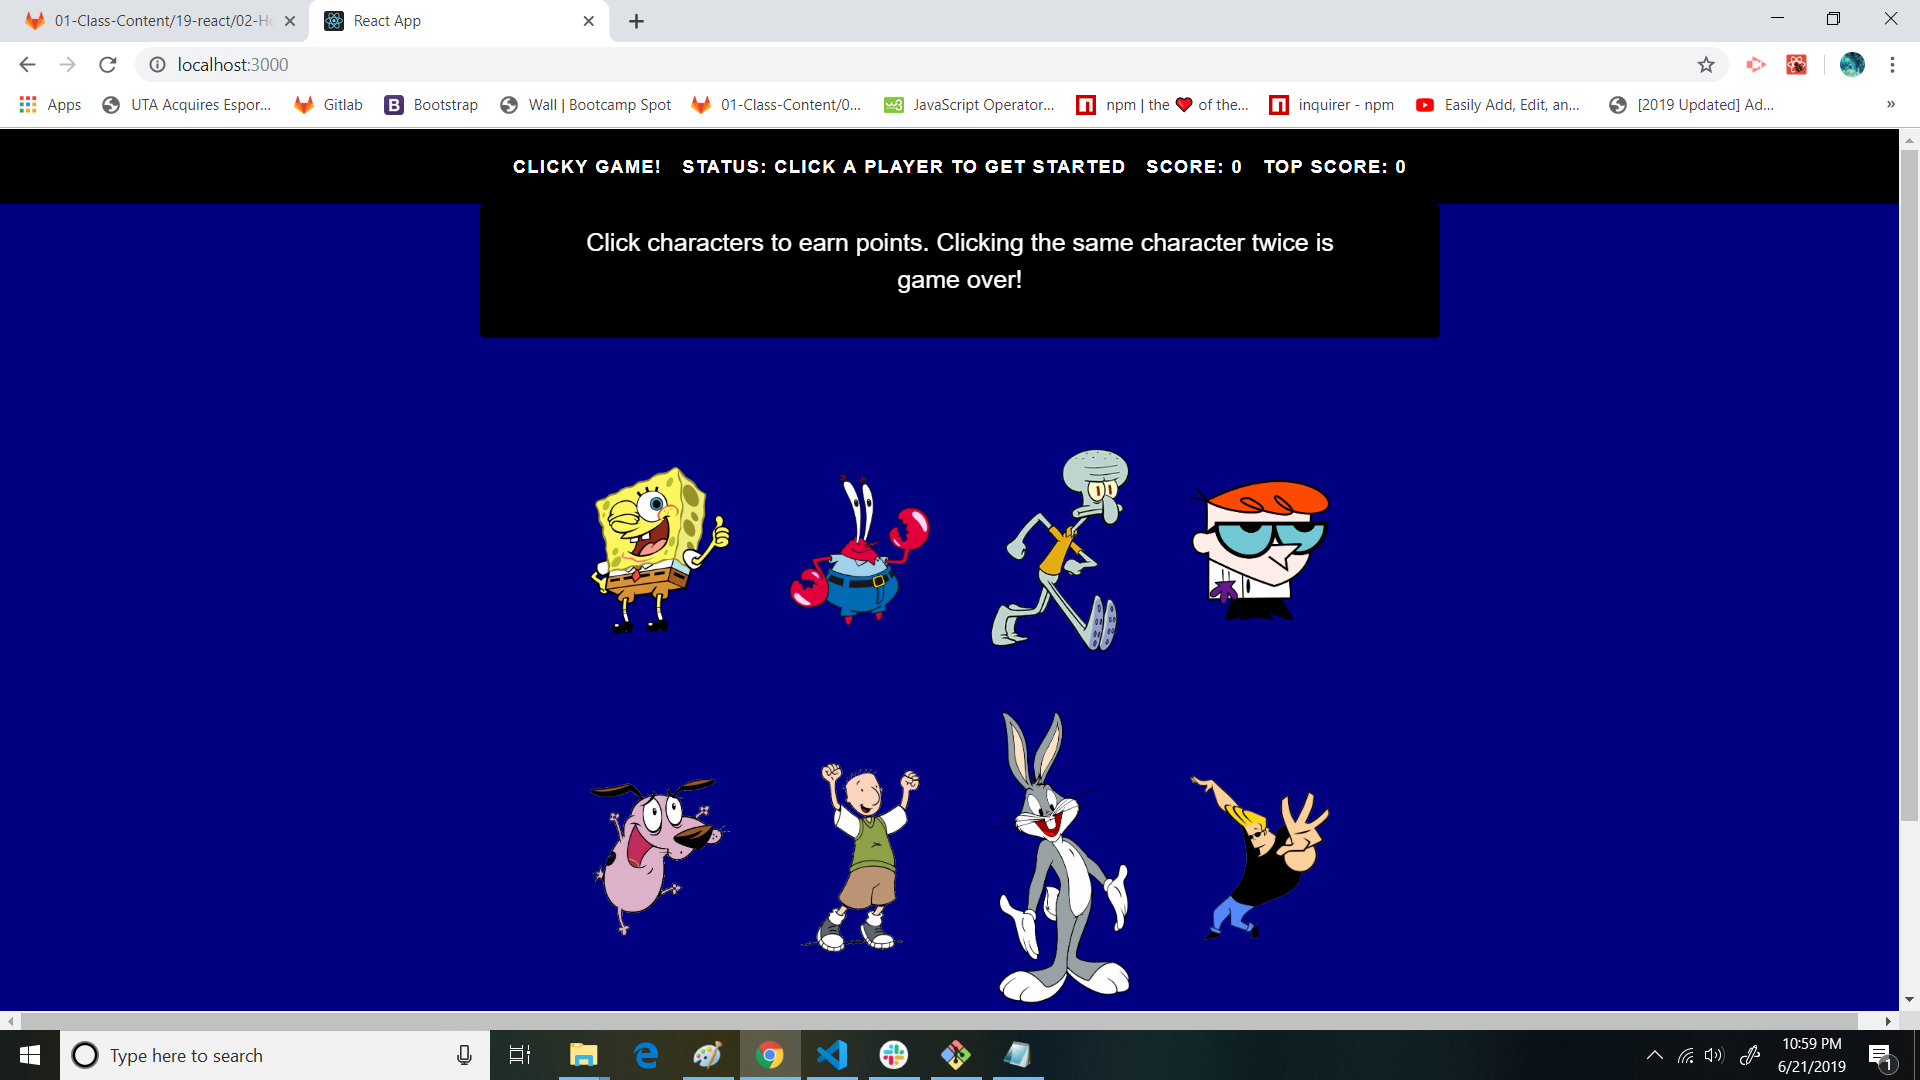 01-Class-Content/19-react/02-Ho
React App
localhost:3000
Apps
UTA Acquires Espor...
Gitlab
Bootstrap
Wall | Bootcamp Spot
01-Class-Content/0...
JavaScript Operator...
npm | the ❤ of the...
inquirer - npm
Easily Add, Edit, an...
[2019 Updated] Ad...
»
CLICKY GAME! STATUS: CLICK A PLAYER TO GET STARTED SCORE: 0 TOP SCORE: 0
Click characters to earn points. Clicking the same character twice is
game over!
Type here to search
10:59 PM
6/21/2019
1